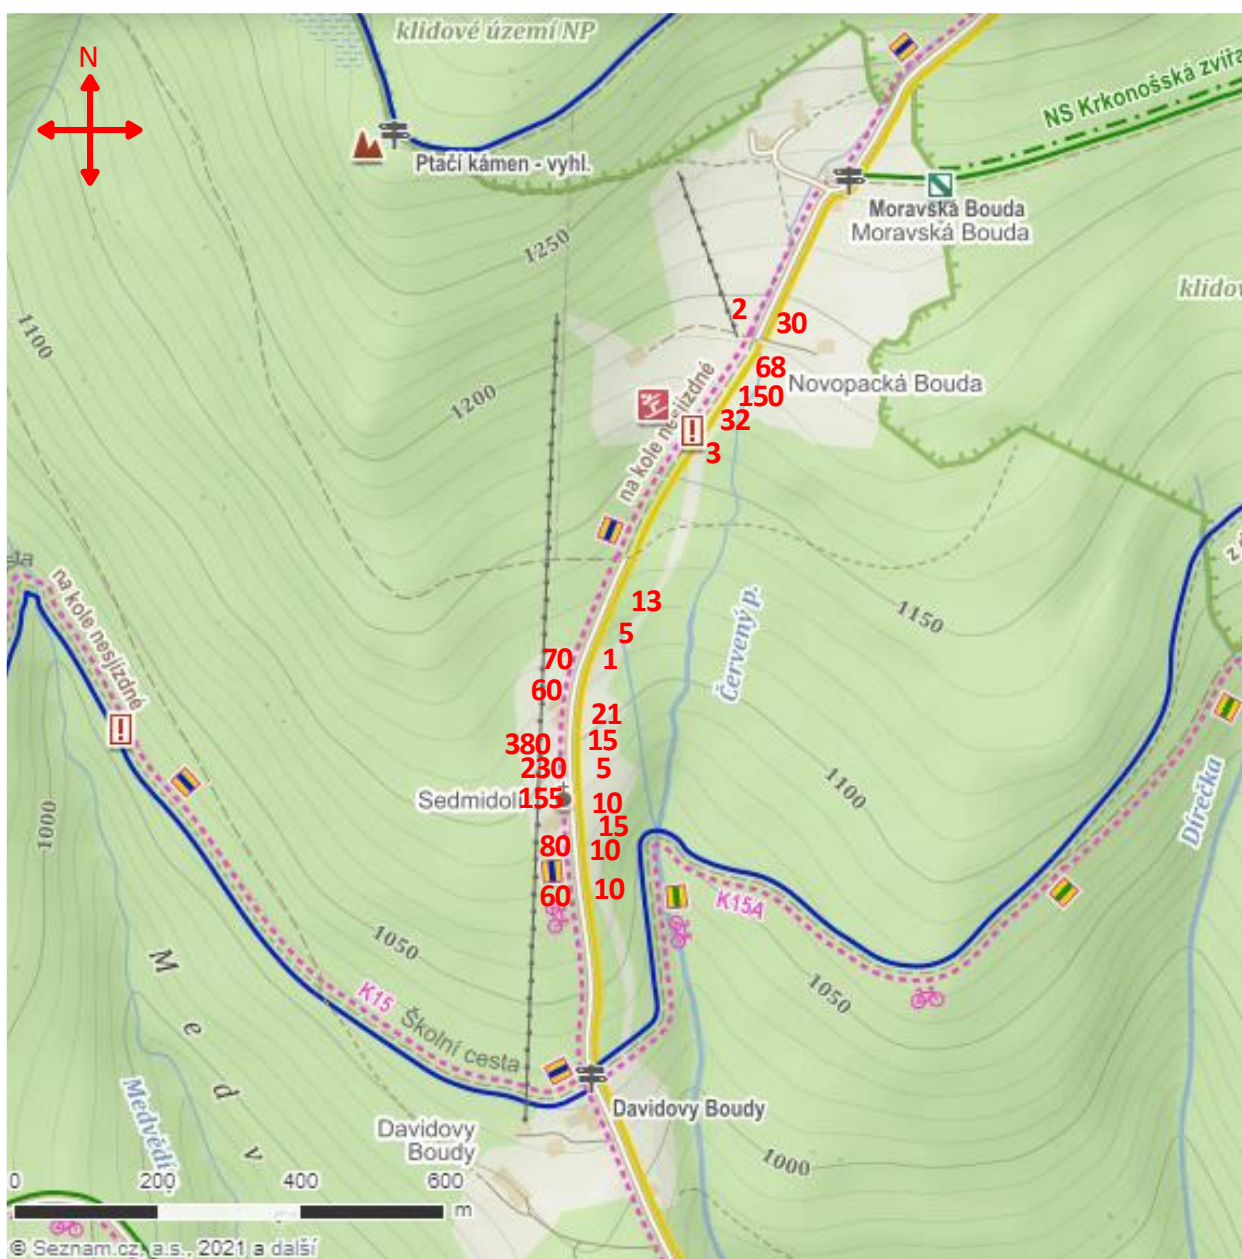 klidové území NP
N
NS Krkonošská zvířa
Ptačí kámen - vyhl.
Moravská Bouda
Moravská Bouda
1250
klidov
1100
2
30
68
Novopacká Bouda
150
1200
32
3
na kole nesjízdné
na kole nesjízdné
13
1150
5
Červený p.
70
1
60
21
380
15
230
5
1100
Dírečka
Sedmidolí
155
10
15
1000
80
10
60
10
K15A
1050
1050
M e d v
K15
Školní cesta
Medvědí
Davidovy Boudy
Davidovy
Boudy
1000
0 200 400 600
m
© Seznam.cz, a.s., 2021 a další